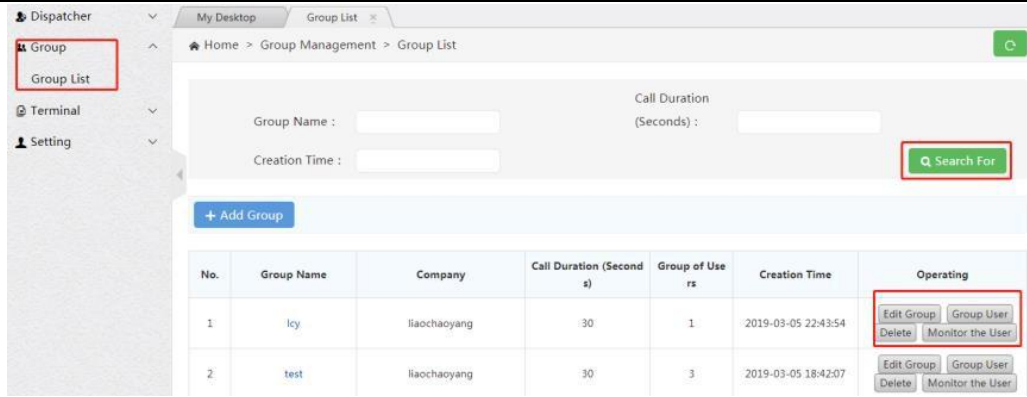 Dispatcher
My Desktop
Group List ×
Group
Home > Group Management > Group List
Group List
Terminal
Setting
Call Duration
Group Name :
(Seconds) :
Creation Time :
Search For
+ Add Group
No. Group Name Company Call Duration (Second Group of Use Creation Time Operating
s) rs
1 lcy liaochaoyang 30 1 2019-03-05 22:43:54 Edit Group Group User
Delete Monitor the User
2 test liaochaoyang 30 3 2019-03-05 18:42:07 Edit Group Group User
Delete Monitor the User